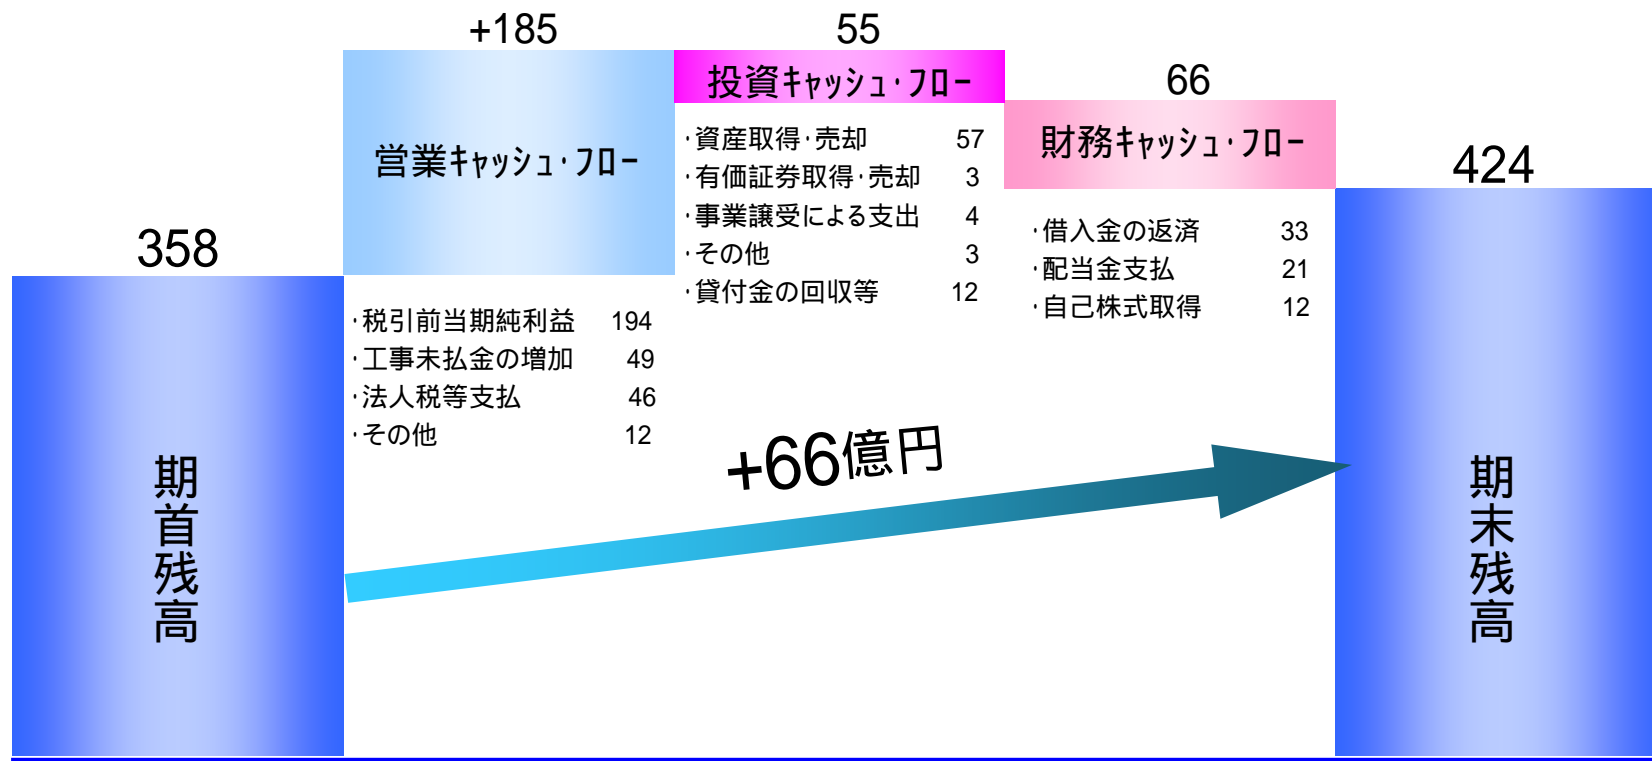 358
期首残高
+185
営業ｷｬｯｼｭ･ﾌﾛｰ
･税引前当期純利益 194
･工事未払金の増加 49
･法人税等支払 46
･その他 12
55
投資ｷｬｯｼｭ･ﾌﾛｰ
･資産取得･売却 57
･有価証券取得･売却 3
･事業譲受による支出 4
･その他 3
･貸付金の回収等 12
66
財務ｷｬｯｼｭ･ﾌﾛｰ
･借入金の返済 33
･配当金支払 21
･自己株式取得 12
+66億円
424
期末残高